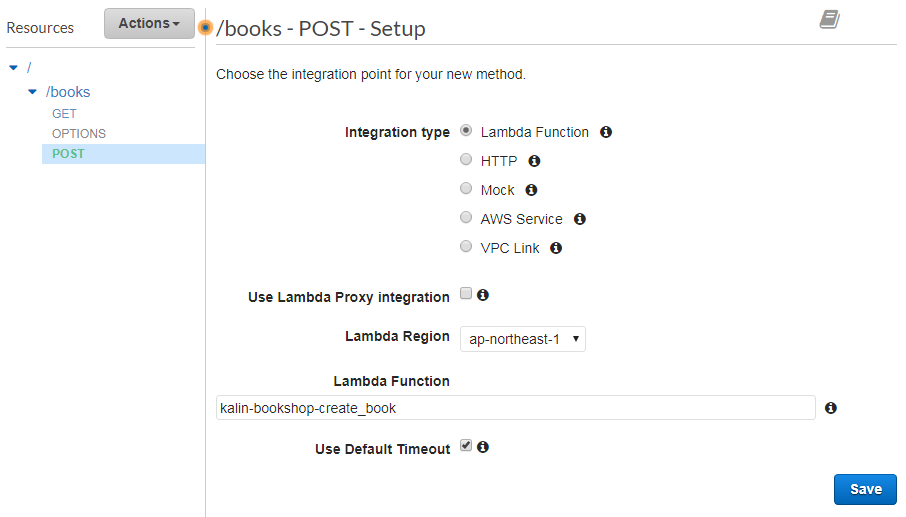 Resources
Actions
/
/books
GET
OPTIONS
POST
/books - POST - Setup
Choose the integration point for your new method.
Integration type
Lambda Function
HTTP
Mock
AWS Service
VPC Link
Use Lambda Proxy integration
Lambda Region
ap-northeast-1
Lambda Function
kalin-bookshop-create_book
Use Default Timeout
Save